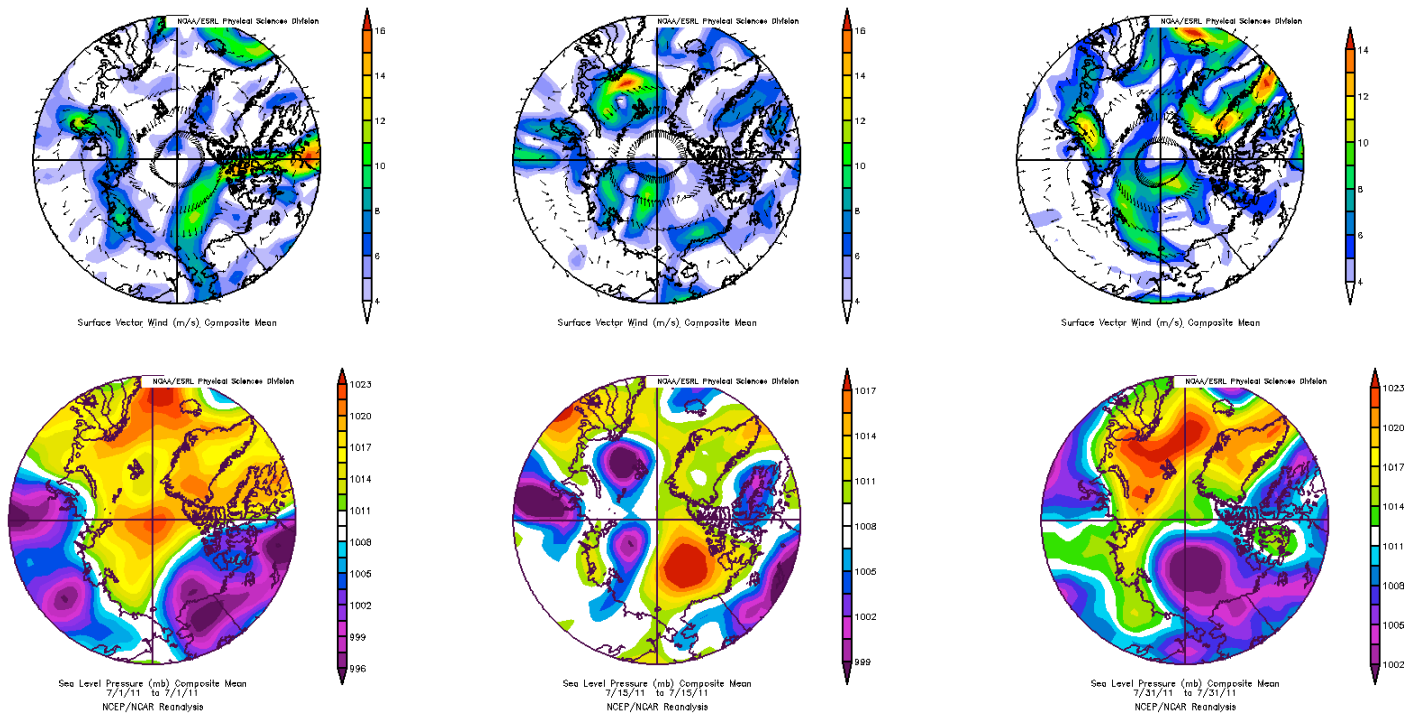 NOAA/ESRL Physical Sciences Division
16
14
12
10
8
6
4
Surface Vector Wind (m/s) Composite Mean
NOAA/ESRL Physical Sciences Division
16
14
12
10
8
6
4
Surface Vector Wind (m/s) Composite Mean
NOAA/ESRL Physical Sciences Division
14
12
10
8
6
4
Surface Vector Wind (m/s) Composite Mean
NOAA/ESRL Physical Sciences Division
1023
1020
1017
1014
1011
1008
1005
1002
999
996
Sea Level Pressure (mb) Composite Mean
7/1/11 to 7/1/11
NCEP/NCAR Reanalysis
NOAA/ESRL Physical Sciences Division
1017
1014
1011
1008
1005
1002
999
Sea Level Pressure (mb) Composite Mean
7/15/11 to 7/15/11
NCEP/NCAR Reanalysis
NOAA/ESRL Physical Sciences Division
1023
1020
1017
1014
1011
1008
1005
1002
Sea Level Pressure (mb) Composite Mean
7/31/11 to 7/31/11
NCEP/NCAR Reanalysis